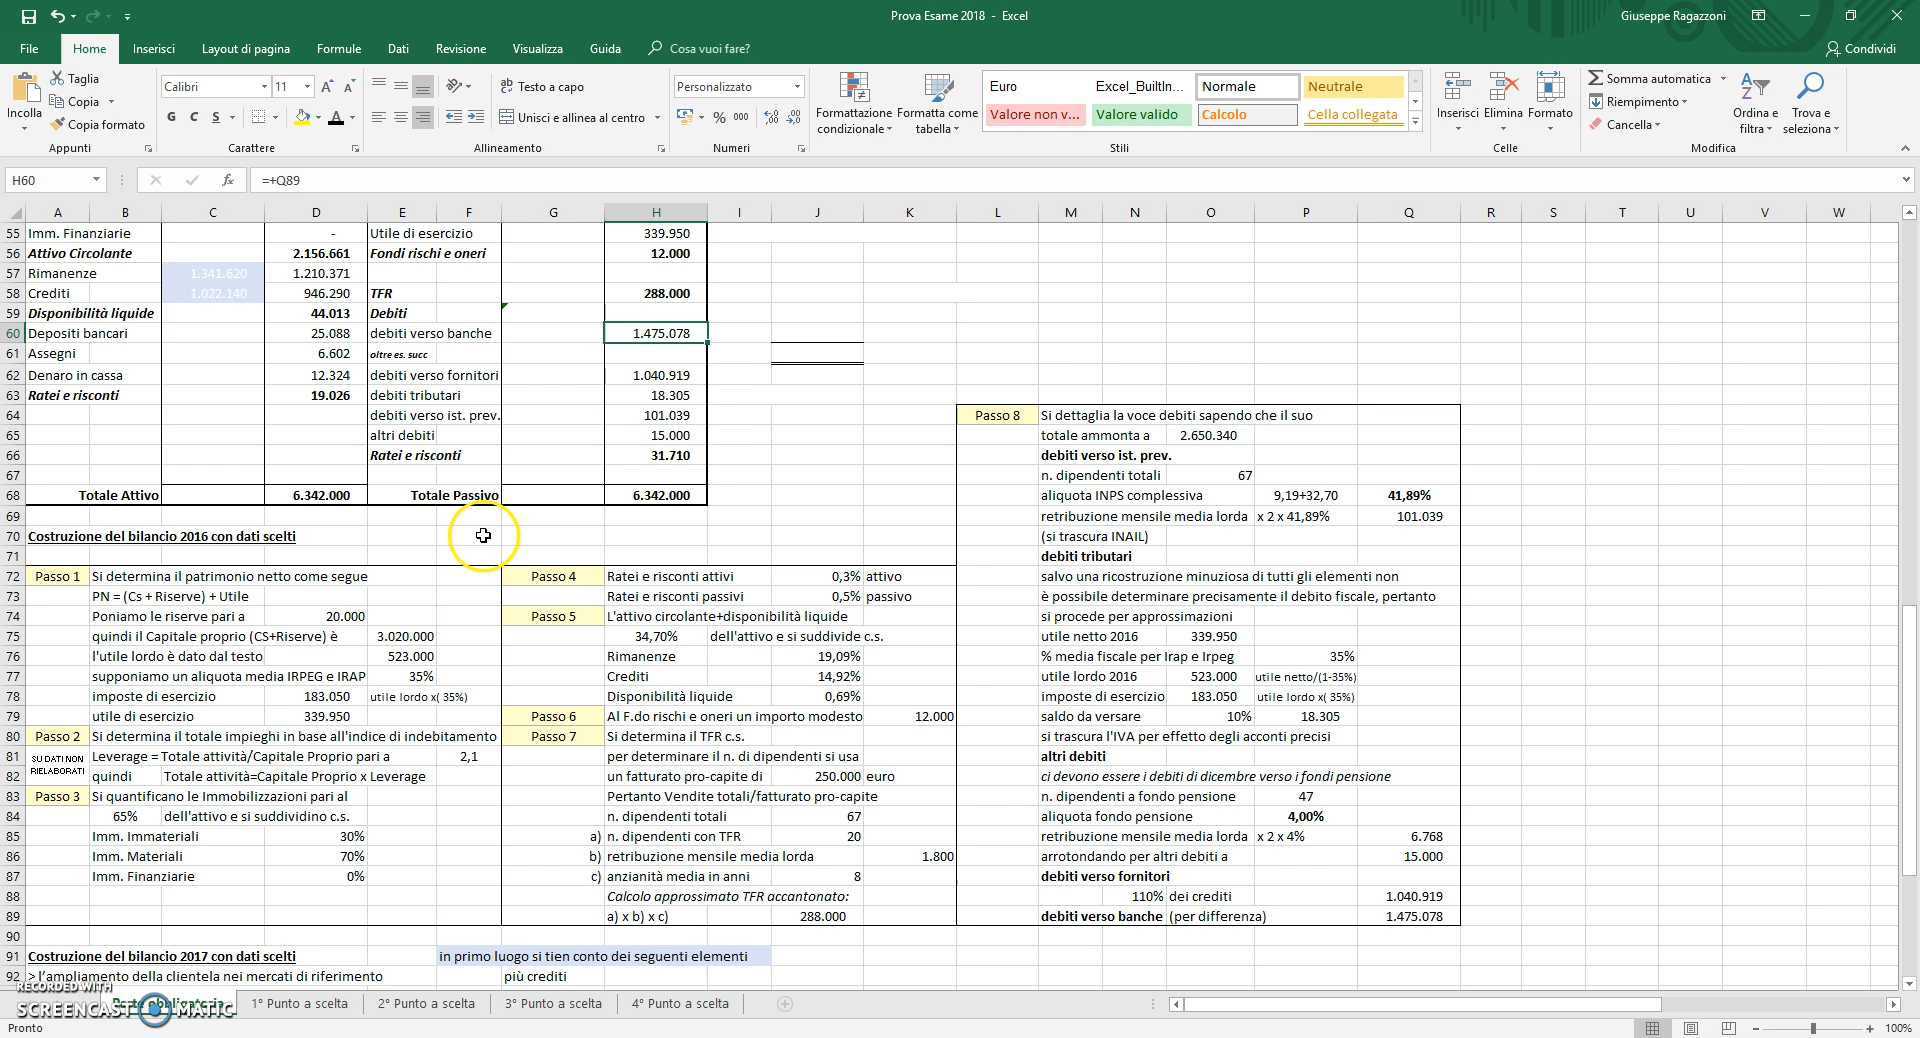 Prova Esame 2018 - Excel
Giuseppe Ragazzoni
File Home Inserisci Layout di pagina Formule Dati Revisione Visualizza Guida Cosa vuoi fare? Condividi
Incolla
Taglia
Copia
Copia formato
Appunti
Calibri 11
G C S
Carattere
Testo a capo
Unisci e allinea al centro
Allineamento
Personalizzato
% 000
Numeri
Formattazione condizionale
Formatta come tabella
Euro Excel_BuiltIn... Normale Neutrale
Valore non v... Valore valido Calcolo Cella collegata
Stili
Inserisci Elimina Formato
Celle
Somma automatica
Riempimento
Cancella
Ordina e filtra
Trova e seleziona
Modifica
H60 fx =+Q89
A B C D E F G H I J K L M N O P Q R S T U V W
55 Imm. Finanziarie - Utile di esercizio 339.950
56 Attivo Circolante 2.156.661 Fondi rischi e oneri 12.000
57 Rimanenze 1.341.620 1.210.371
58 Crediti 1.022.140 946.290 TFR 288.000
59 Disponibilità liquide 44.013 Debiti
60 Depositi bancari 25.088 debiti verso banche 1.475.078
61 Assegni 6.602 oltre es. succ
62 Denaro in cassa 12.324 debiti verso fornitori 1.040.919
63 Ratei e risconti 19.026 debiti tributari 18.305
64 debiti verso ist. prev. 101.039 Passo 8 Si dettaglia la voce debiti sapendo che il suo
65 altri debiti 15.000 totale ammonta a 2.650.340
66 Ratei e risconti 31.710 debiti verso ist. prev.
67 n. dipendenti totali 67
68 Totale Attivo 6.342.000 Totale Passivo 6.342.000 aliquota INPS complessiva 9,19+32,70 41,89%
69 retribuzione mensile media lorda x 2 x 41,89% 101.039
70 Costruzione del bilancio 2016 con dati scelti (si trascura INAIL)
71 debiti tributari
72 Passo 1 Si determina il patrimonio netto come segue Passo 4 Ratei e risconti attivi 0,3% attivo salvo una ricostruzione minuziosa di tutti gli elementi non
73 PN = (Cs + Riserve) + Utile Ratei e risconti passivi 0,5% passivo è possibile determinare precisamente il debito fiscale, pertanto
74 Poniamo le riserve pari a 20.000 Passo 5 L'attivo circolante+disponibilità liquide si procede per approssimazioni
75 quindi il Capitale proprio (CS+Riserve) è 3.020.000 34,70% dell'attivo e si suddivide c.s. utile netto 2016 339.950
76 l'utile lordo è dato dal testo 523.000 Rimanenze 19,09% % media fiscale per Irap e Irpeg 35%
77 supponiamo un aliquota media IRPEG e IRAP 35% Crediti 14,92% utile lordo 2016 523.000 utile netto/(1-35%)
78 imposte di esercizio 183.050 utile lordo x( 35%) Disponibilità liquide 0,69% imposte di esercizio 183.050 utile lordo x( 35%)
79 utile di esercizio 339.950 Passo 6 Al F.do rischi e oneri un importo modesto 12.000 saldo da versare 10% 18.305
80 Passo 2 Si determina il totale impieghi in base all'indice di indebitamento Passo 7 Si determina il TFR c.s. si trascura l'IVA per effetto degli acconti precisi
81 SU DATI NON Leverage = Totale attività/Capitale Proprio pari a 2,1 per determinare il n. di dipendenti si usa altri debiti
82 RIELABORATI quindi Totale attività=Capitale Proprio x Leverage un fatturato pro-capite di 250.000 euro ci devono essere i debiti di dicembre verso i fondi pensione
83 Passo 3 Si quantificano le Immobilizzazioni pari al Pertanto Vendite totali/fatturato pro-capite n. dipendenti a fondo pensione 47
84 65% dell'attivo e si suddividino c.s. n. dipendenti totali 67 aliquota fondo pensione 4,00%
85 Imm. Immateriali 30% a) n. dipendenti con TFR 20 retribuzione mensile media lorda x 2 x 4% 6.768
86 Imm. Materiali 70% b) retribuzione mensile media lorda 1.800 arrotondando per altri debiti a 15.000
87 Imm. Finanziarie 0% c) anzianità media in anni 8 debiti verso fornitori
88 Calcolo approssimato TFR accantonato: 110% dei crediti 1.040.919
89 a) x b) x c) 288.000 debiti verso banche (per differenza) 1.475.078
90
91 Costruzione del bilancio 2017 con dati scelti in primo luogo si tien conto dei seguenti elementi
92 > l'ampliamento della clientela nei mercati di riferimento più crediti
RECORDED WITH
SCREENCAST MATIC
Parte obbligatoria 1° Punto a scelta 2° Punto a scelta 3° Punto a scelta 4° Punto a scelta
Pronto 100%